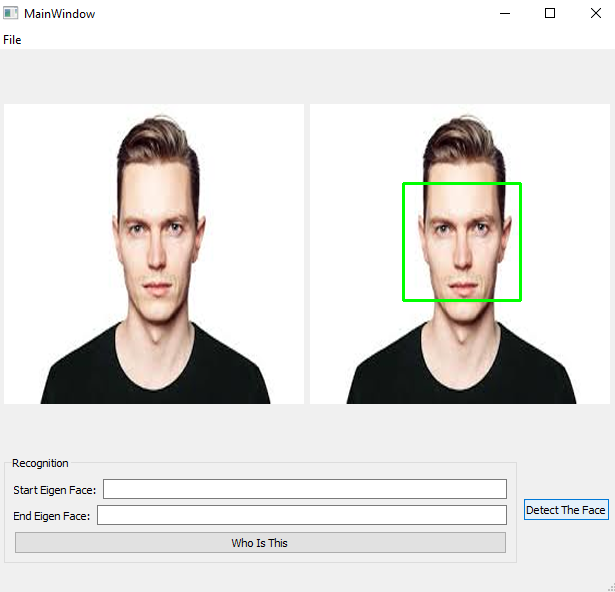 MainWindow
File
Recognition
Start Eigen Face:
End Eigen Face:
Detect The Face
Who Is This